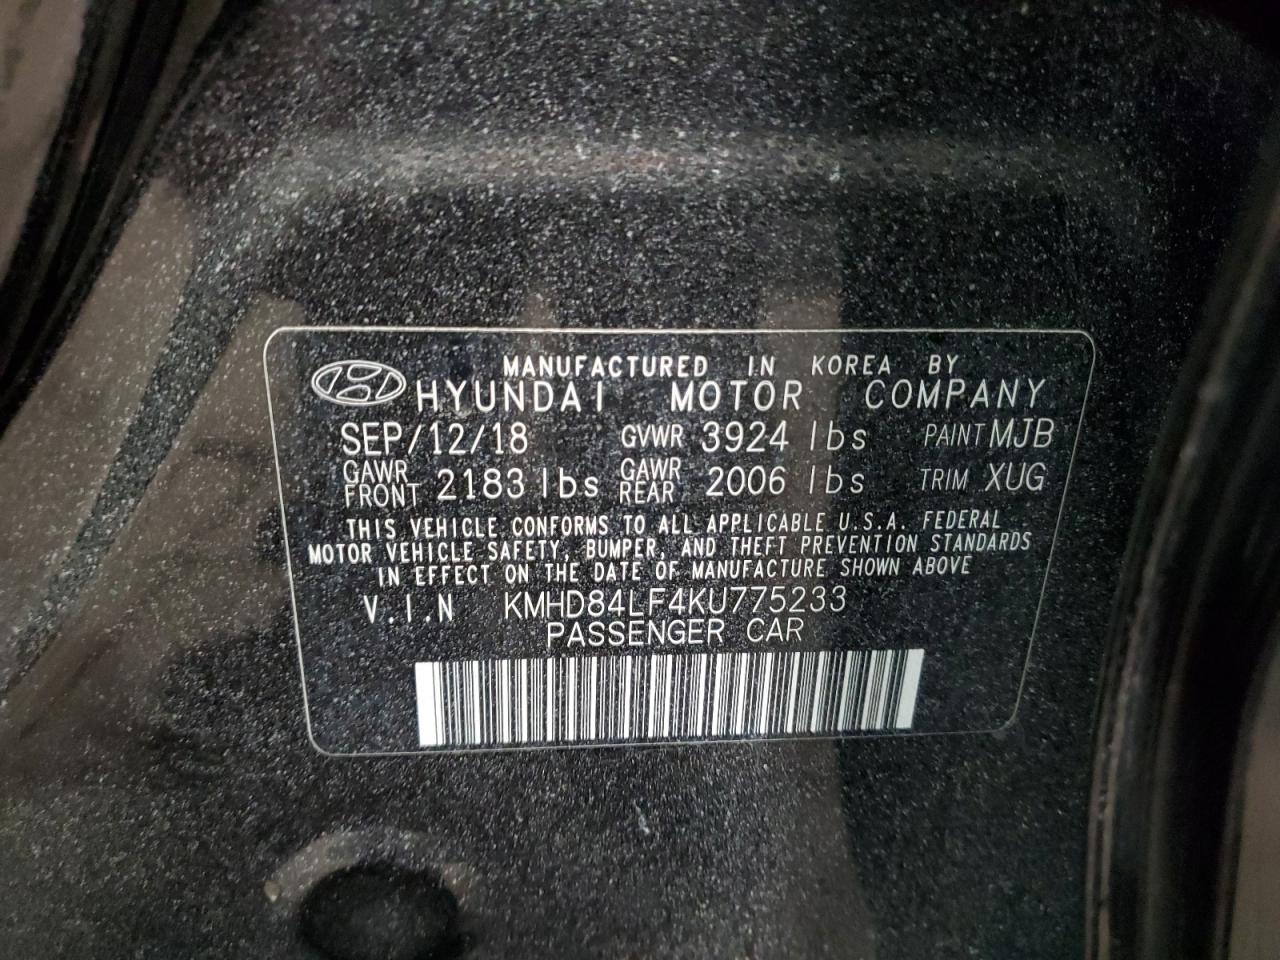 MANUFACTURED IN KOREA BY
HYUNDAI MOTOR COMPANY
SEP/12/18 GVWR 3924 lbs PAINT MJB
GAWR FRONT 2183 lbs GAWR REAR 2006 lbs TRIM XUG
THIS VEHICLE CONFORMS TO ALL APPLICABLE U.S.A. FEDERAL
MOTOR VEHICLE SAFETY, BUMPER, AND THEFT PREVENTION STANDARDS
IN EFFECT ON THE DATE OF MANUFACTURE SHOWN ABOVE
V.I.N KMHD84LF4KU775233
PASSENGER CAR